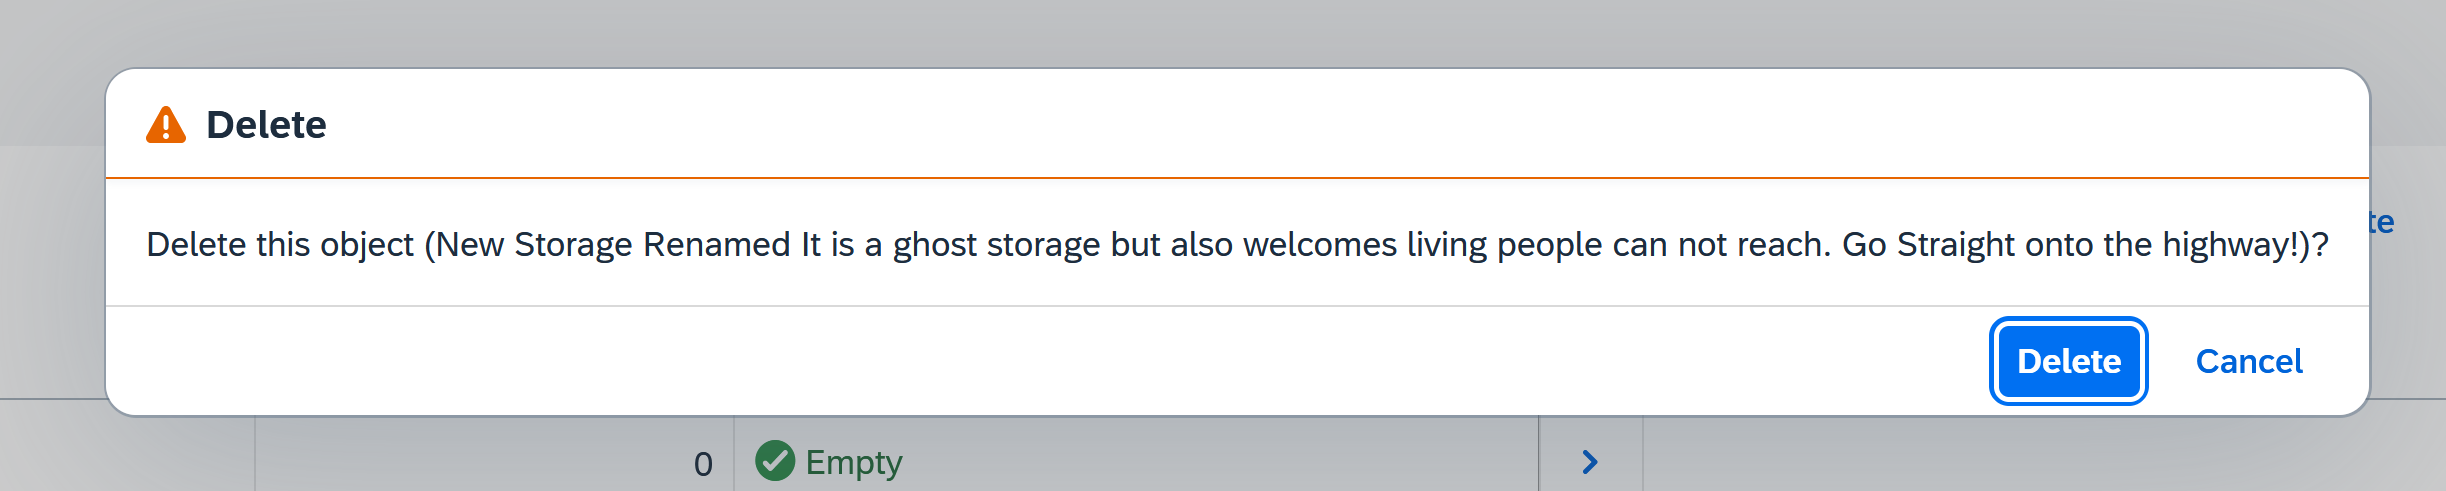 Delete
Delete this object (New Storage Renamed It is a ghost storage but also welcomes living people can not reach. Go Straight onto the highway!)?
te
Delete Cancel
0 Empty